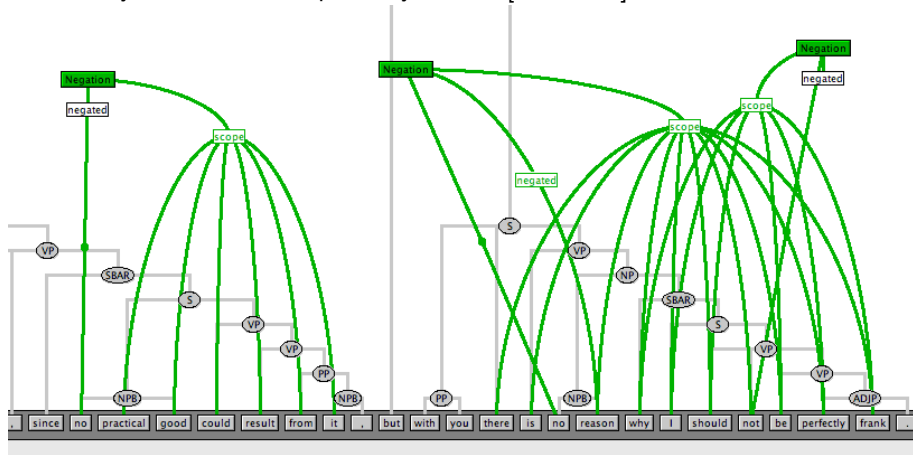 Negation
Negation
Negation
negated
negated
scope
scope
scope
negated
S
VP
VP
SBAR
NP
S
SBAR
VP
S
VP
VP
PP
VP
NPB
NPB
PP
NPB
ADJP
, since no practical good could result from it , but with you there is no reason why I should not be perfectly frank .